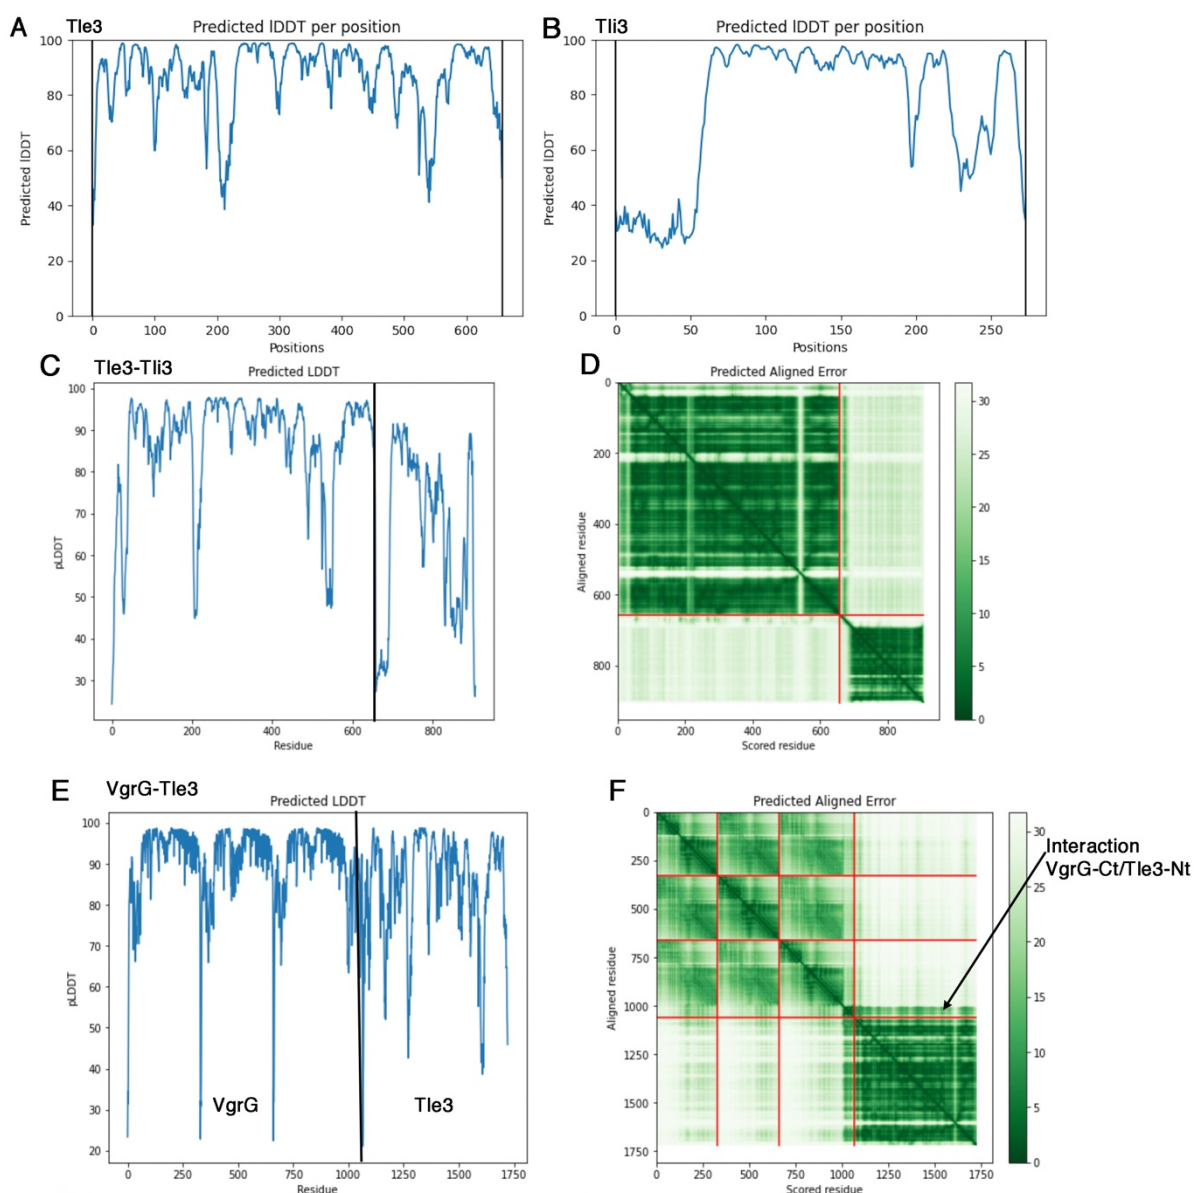 A Tle3
Predicted lDDT per position
100
80
60
40
20
0
Predicted lDDT
0 100 200 300 400 500 600
Positions
B Tli3
Predicted lDDT per position
100
80
60
40
20
0
Predicted lDDT
0 50 100 150 200 250
Positions
C Tle3-Tli3
Predicted LDDT
100
90
80
70
60
50
40
30
pLDDT
0 200 400 600 800
Residue
D
Predicted Aligned Error
0
200
400
600
800
Aligned residue
0 200 400 600 800
Scored residue
30
25
20
15
10
5
0
E VgrG-Tle3
Predicted LDDT
100
90
80
70
60
50
40
30
20
pLDDT
VgrG Tle3
0 250 500 750 1000 1250 1500 1750
Residue
F
Predicted Aligned Error
0
250
500
750
1000
1250
1500
1750
Aligned residue
0 250 500 750 1000 1250 1500 1750
Scored residue
30
25
20
15
10
5
0
Interaction
VgrG-Ct/Tle3-Nt